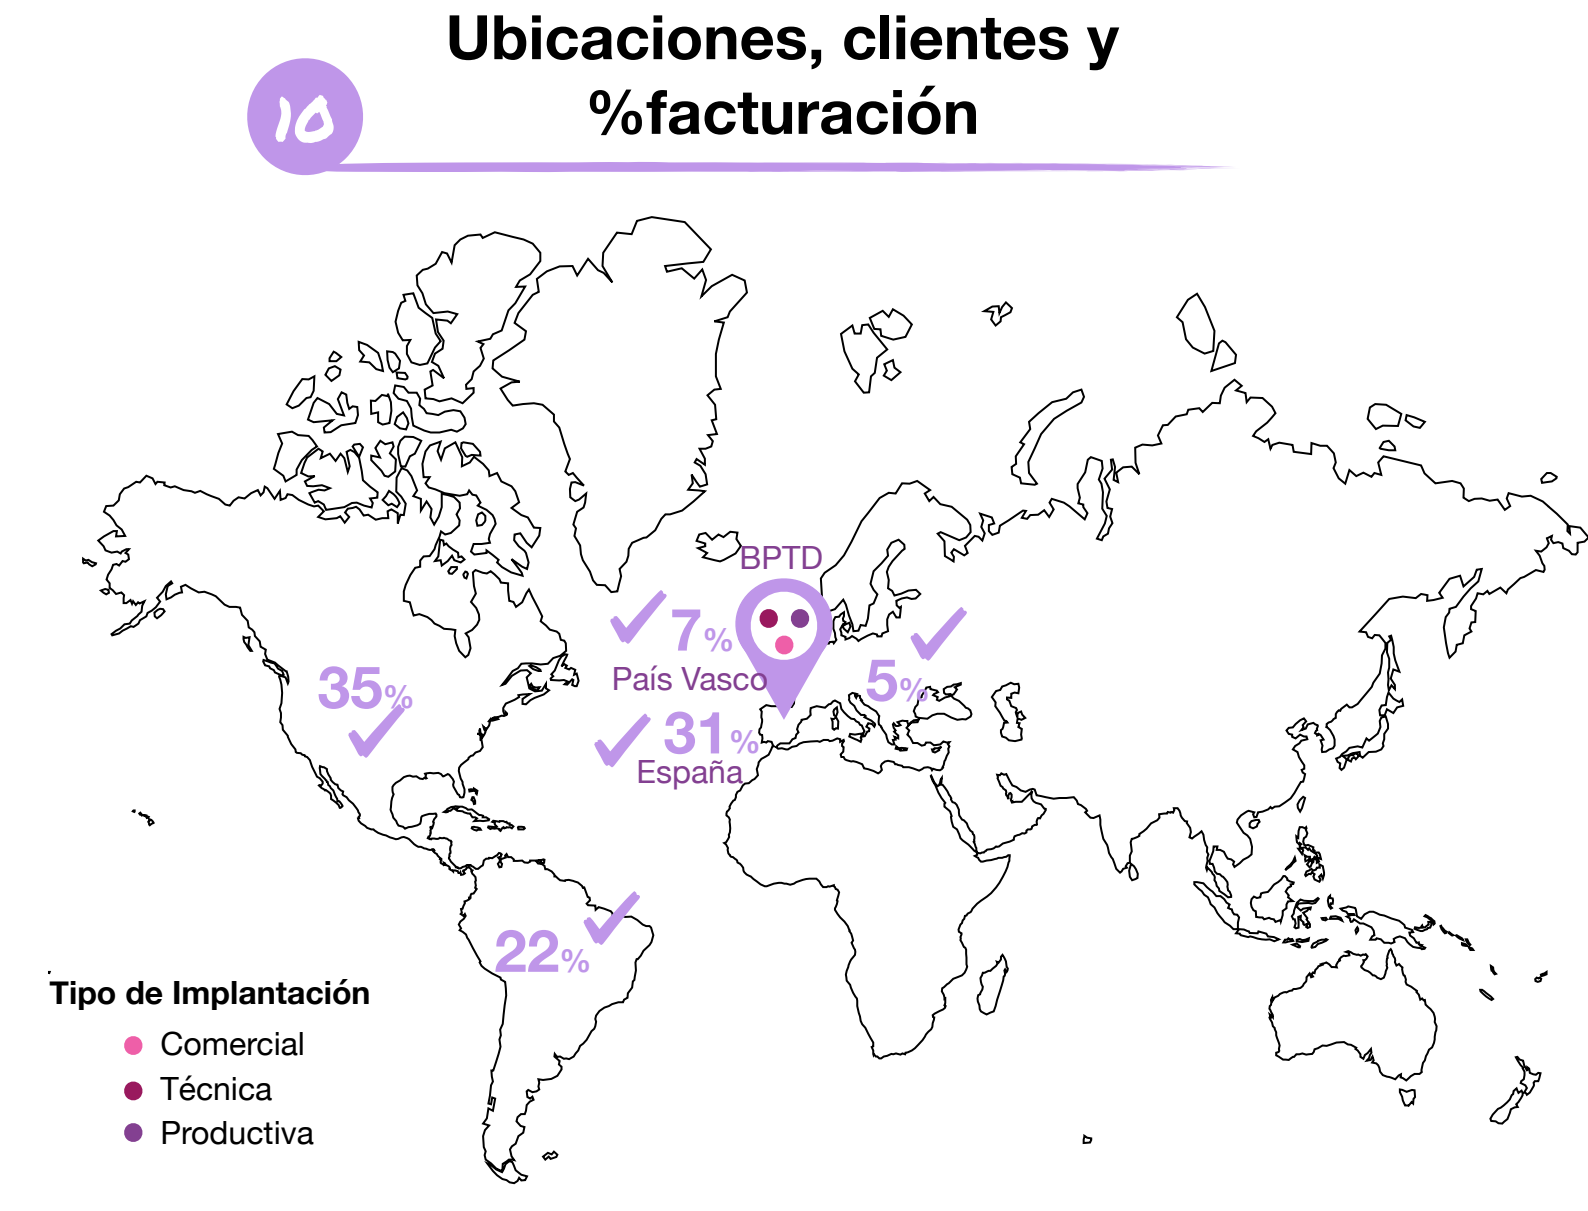 Ubicaciones, clientes y
%facturación
10
BPTD
7%
País Vasco
5%
35%
31%
España
22%
Tipo de Implantación
Comercial
Técnica
Productiva